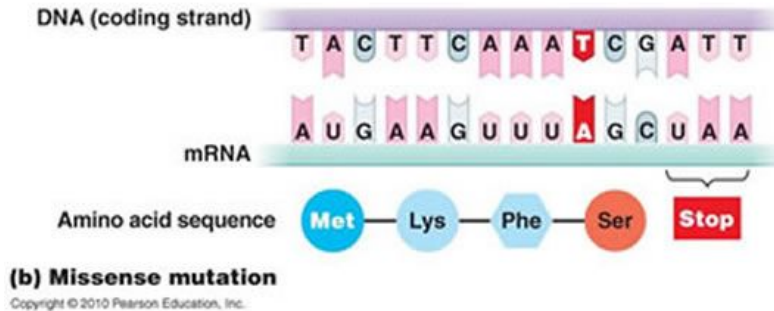 DNA (coding strand)
T A C T T C A A A T C G A T T
A U G A A G U U U A G C U A A
mRNA
Amino acid sequence Met Lys Phe Ser Stop
(b) Missense mutation
Copyright © 2010 Pearson Education, Inc.